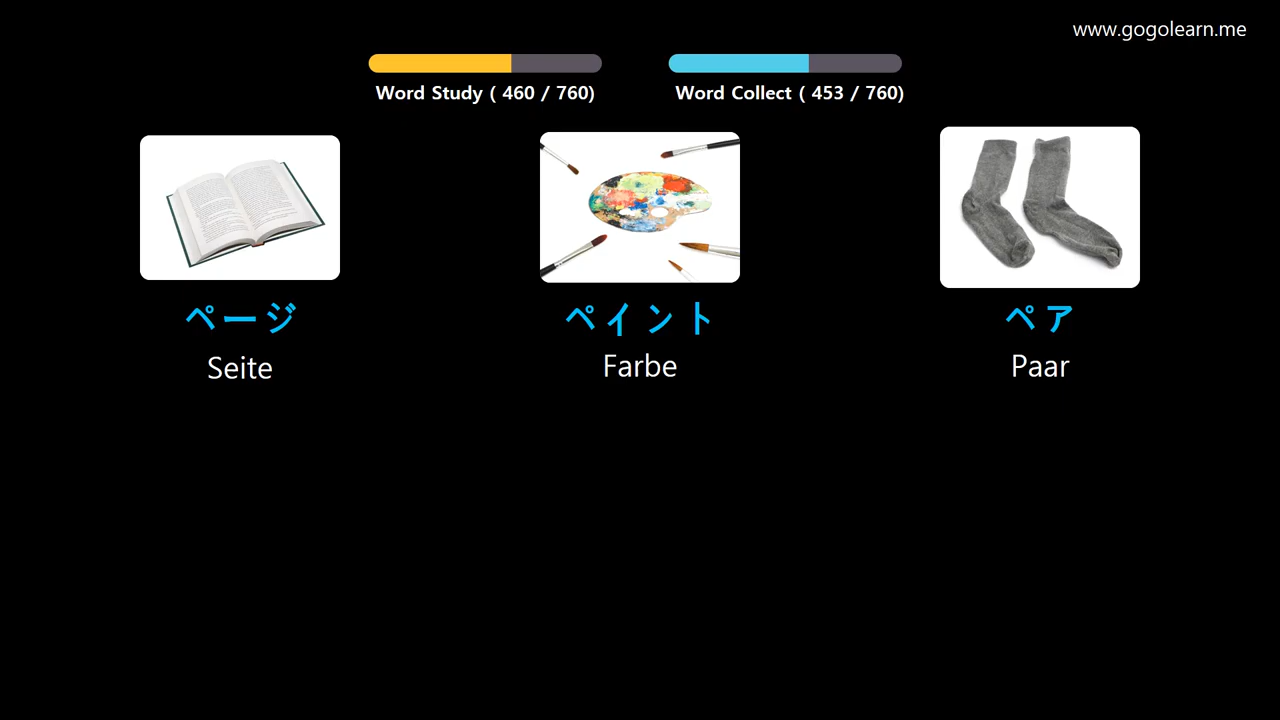 www.gogolearn.me
Word Study ( 460 / 760)
Word Collect ( 453 / 760)
ページ
ペイント
ペア
Seite
Farbe
Paar